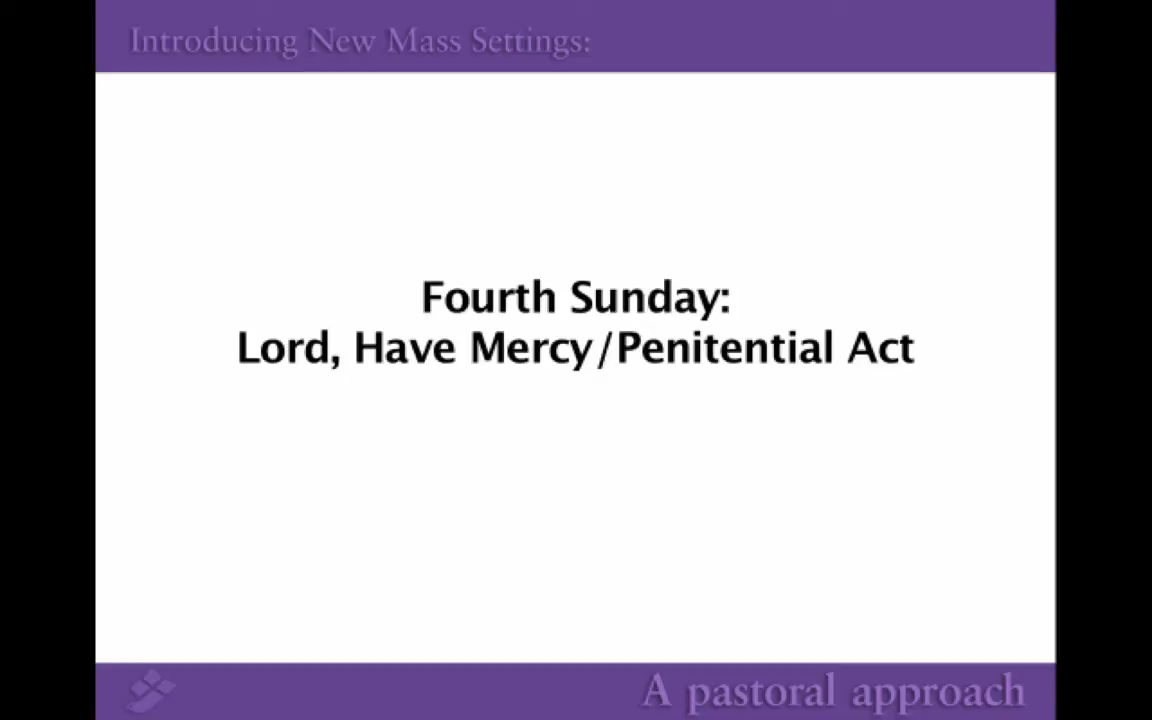 Introducing New Mass Settings:
Fourth Sunday:
Lord, Have Mercy/Penitential Act
A pastoral approach